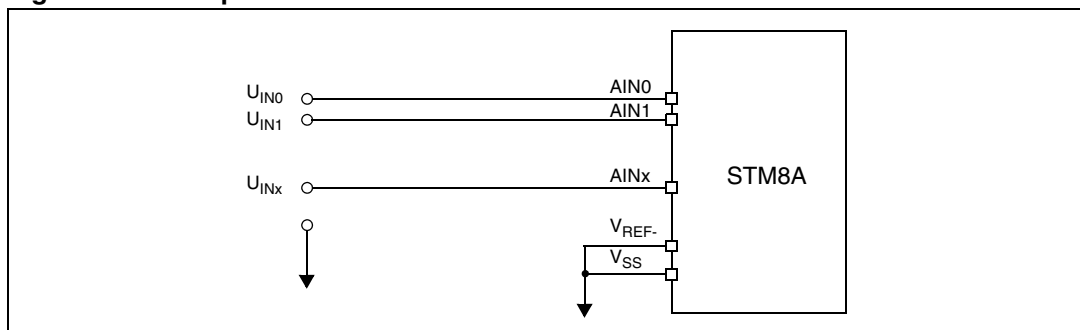 U_IN0 AIN0
U_IN1 AIN1
U_INx AINx STM8A
V_REF-
V_SS